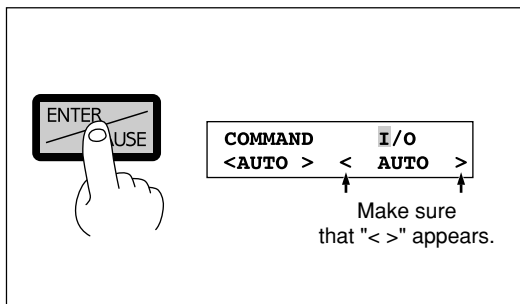 ENTER
USE
COMMAND I/O
<AUTO > < AUTO >
Make sure
that "< >" appears.